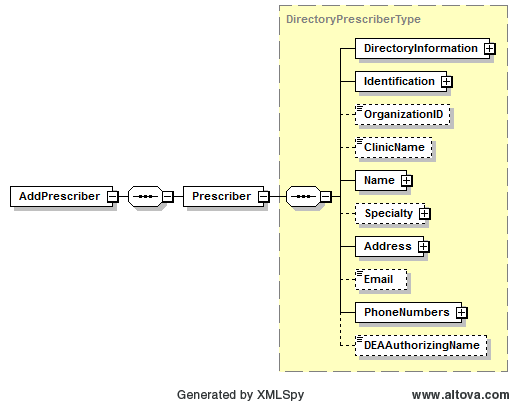 DirectoryPrescriberType
DirectoryInformation
Identification
OrganizationID
ClinicName
Name
AddPrescriber
Prescriber
Specialty
Address
Email
PhoneNumbers
DEAAuthorizingName
Generated by XMLSpy
www.altova.com